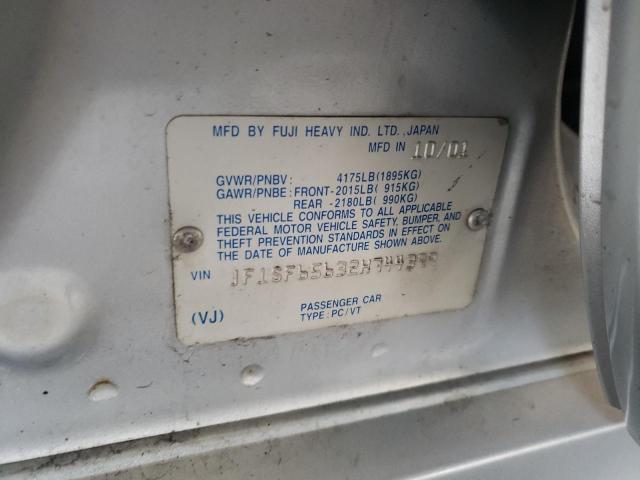 MFD BY FUJI HEAVY IND. LTD., JAPAN
MFD IN 10/01
GVWR/PNBV: 4175LB(1895KG)
GAWR/PNBE: FRONT-2015LB( 915KG)
REAR -2180LB( 990KG)
THIS VEHICLE CONFORMS TO ALL APPLICABLE
FEDERAL MOTOR VEHICLE SAFETY, BUMPER, AND
THEFT PREVENTION STANDARDS IN EFFECT ON
THE DATE OF MANUFACTURE SHOWN ABOVE.
VIN JF1SF65632H744399
PASSENGER CAR
(VJ) TYPE: PC/VT